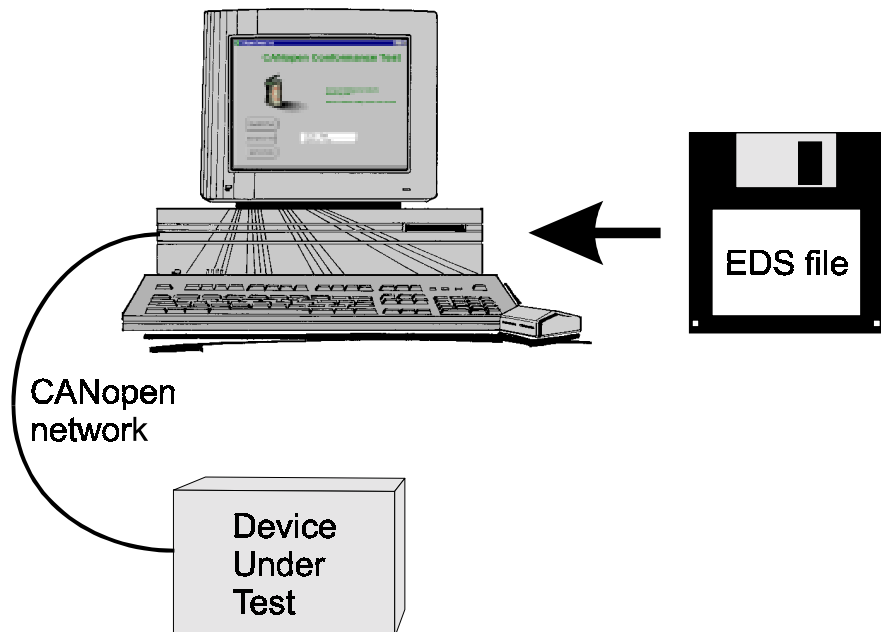 CANopen Conformance Test
EDS file
CANopen
network
Device
Under
Test